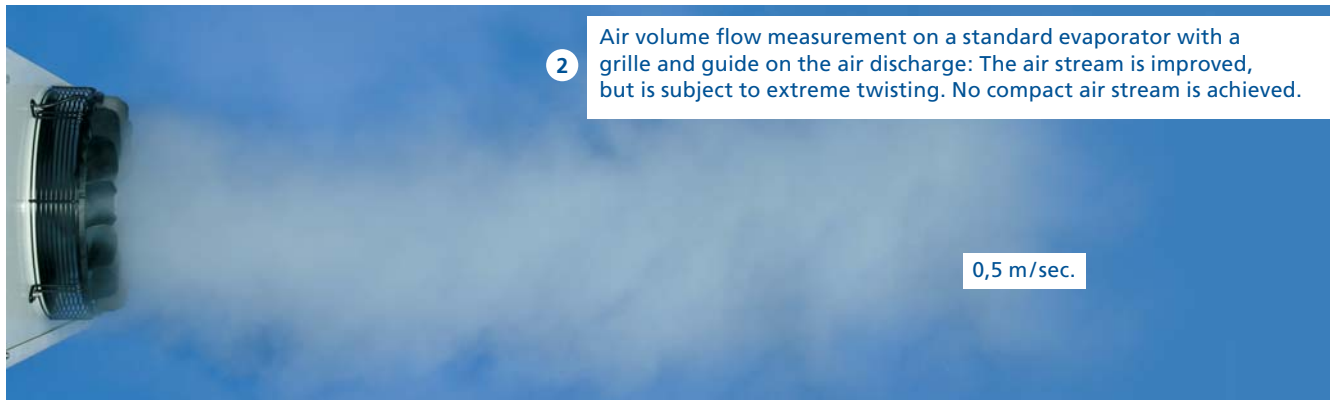 2
Air volume flow measurement on a standard evaporator with a
grille and guide on the air discharge: The air stream is improved,
but is subject to extreme twisting. No compact air stream is achieved.
0,5 m/sec.